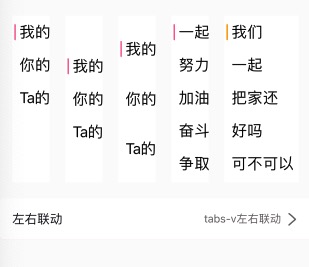 我的
你的
Ta的
我的
你的
Ta的
我的
你的
Ta的
一起
努力
加油
奋斗
争取
我们
一起
把家还
好吗
可不可以
左右联动
tabs-v左右联动